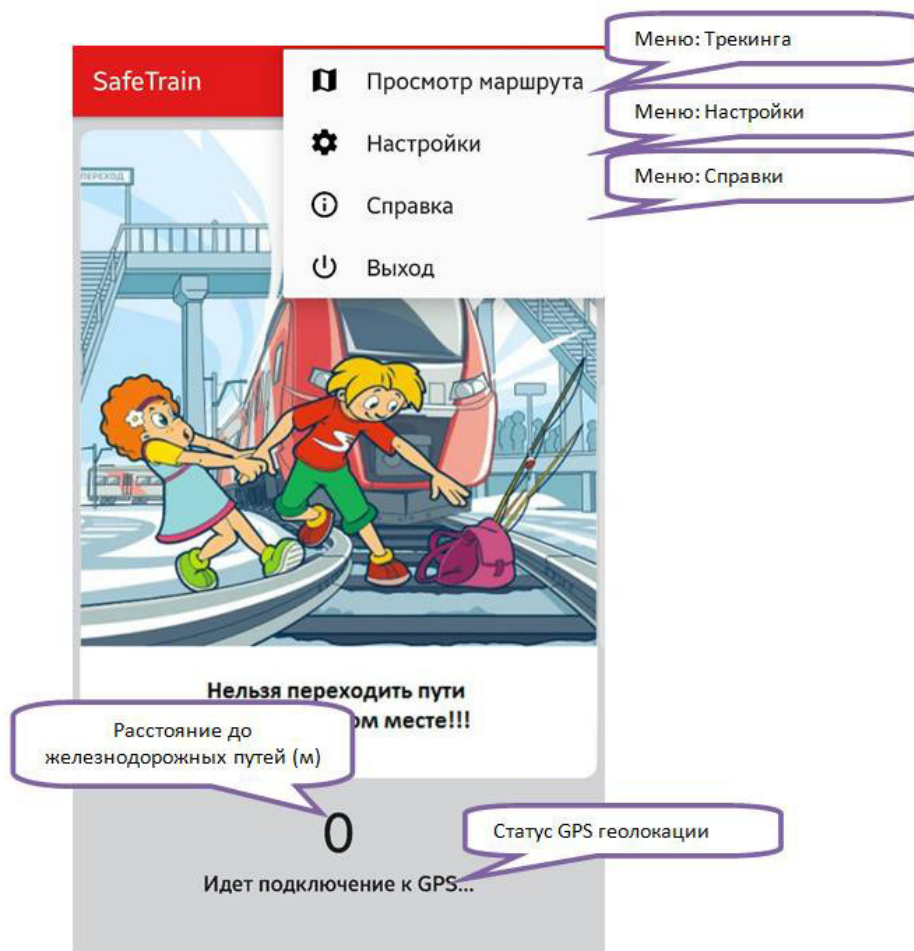 Меню: Трекинга
SafeTrain
Просмотр маршрута
Меню: Настройки
Настройки
Меню: Справки
ПЕРЕХОД
Справка
Выход
Нельзя переходить пути
месте!!!
Расстояние до
железнодорожных путей (м)
0
Статус GPS геолокации
Идет подключение к GPS...